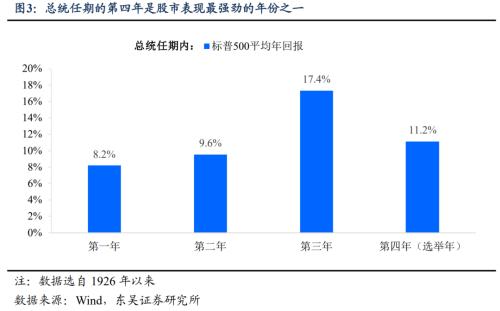 图3：总统任期的第四年是股市表现最强劲的年份之一
总统任期内：标普500平均年回报
20%
18%
16%
14%
12%
10%
8%
6%
4%
2%
0%
8.2%
9.6%
17.4%
11.2%
第一年
第二年
第三年
第四年（选举年）
注：数据选自 1926 年以来
数据来源：Wind，东吴证券研究所